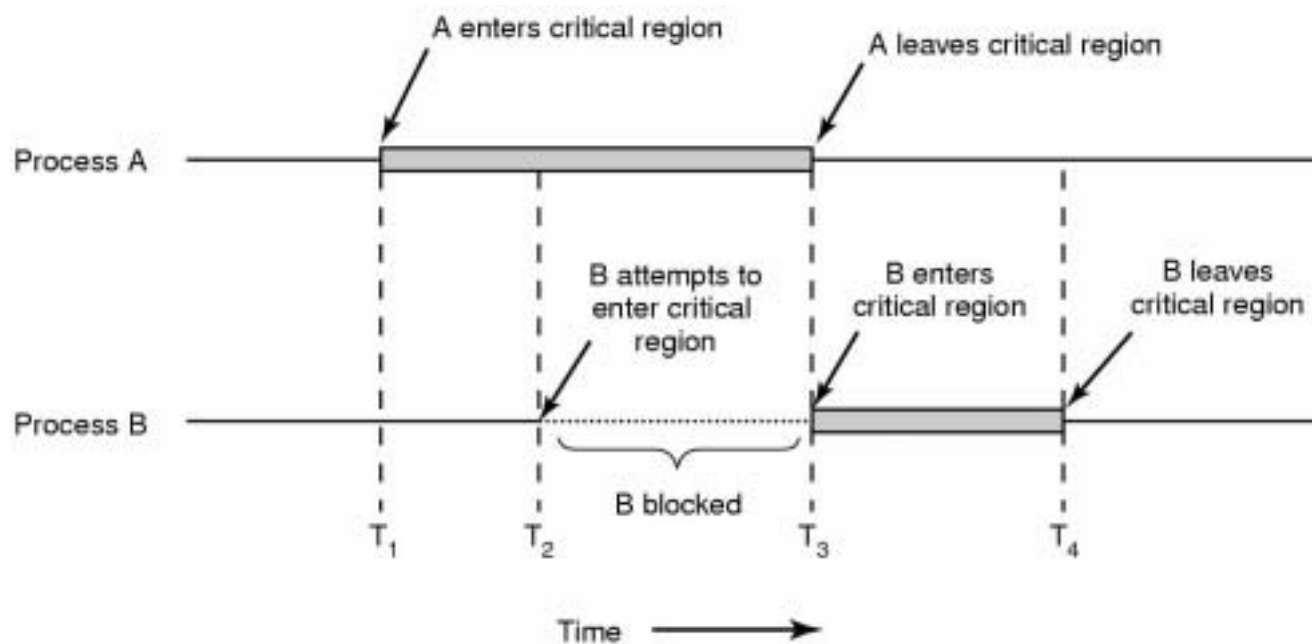 A enters critical region
A leaves critical region
Process A
B attempts to
enter critical
region
B enters
critical region
B leaves
critical region
Process B
B blocked
T1
T2
T3
T4
Time